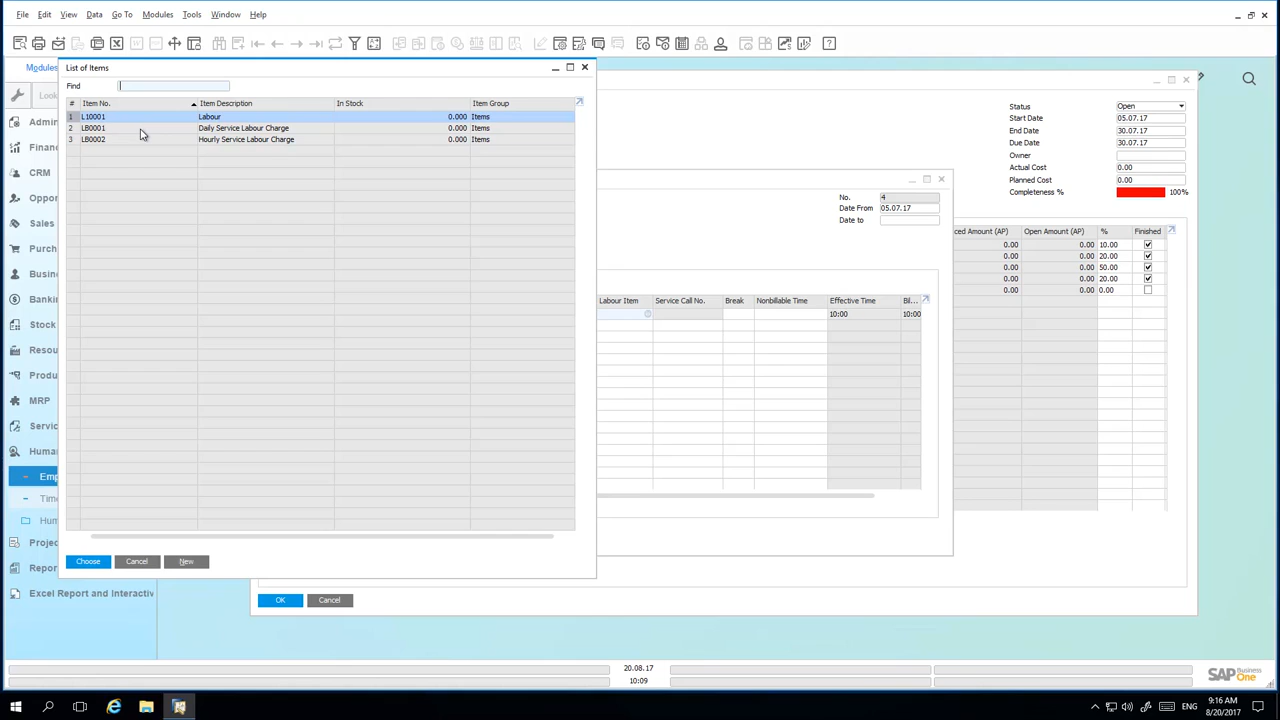 File Edit View Data Go To Modules Tools Window Help
Modules
List of Items
Find
# Item No. Item Description In Stock Item Group
1 L10001 Labour 0.000 Items
2 LB0001 Daily Service Labour Charge 0.000 Items
3 LB0002 Hourly Service Labour Charge 0.000 Items
Choose Cancel New
Look
Admin
Finan
CRM
Oppor
Sales
Purch
Busine
Bankin
Stock
Resou
Produ
MRP
Servic
Human
Emp
Time
Hum
Projec
Repor
Excel Report and Interactiv
No. 4
Date From 05.07.17
Date to
Labour Item Service Call No. Break Nonbillable Time Effective Time Bil...
10:00 10:00
Status Open
Start Date 05.07.17
End Date 30.07.17
Due Date 30.07.17
Owner
Actual Cost 0.00
Planned Cost 0.00
Completeness % 100%
ced Amount (AP) Open Amount (AP) % Finished
0.00 0.00 10.00
0.00 0.00 20.00
0.00 0.00 50.00
0.00 0.00 20.00
0.00 0.00 0.00
OK Cancel
20.08.17
10:09
SAP Business One
ENG
9:16 AM
8/20/2017